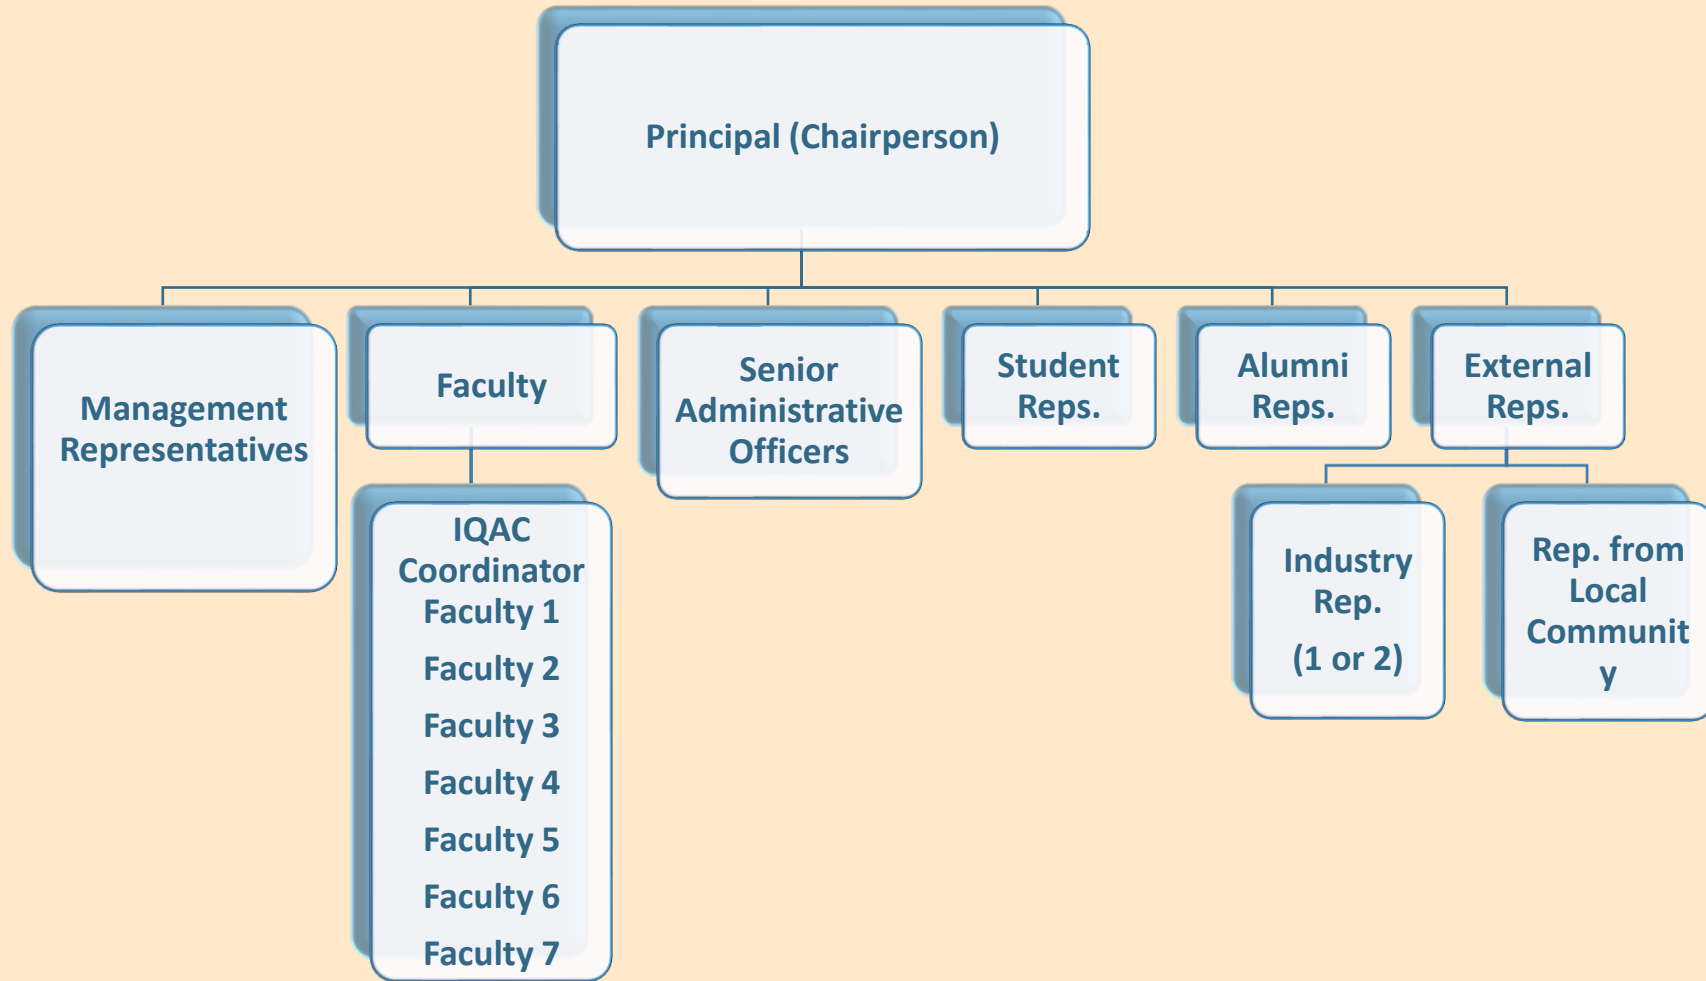 Principal (Chairperson)
Management
Representatives
Faculty
Senior
Administrative
Officers
Student
Reps.
Alumni
Reps.
External
Reps.
IQAC
Coordinator
Faculty 1
Faculty 2
Faculty 3
Faculty 4
Faculty 5
Faculty 6
Faculty 7
Industry
Rep.
(1 or 2)
Rep. from
Local
Communit
y